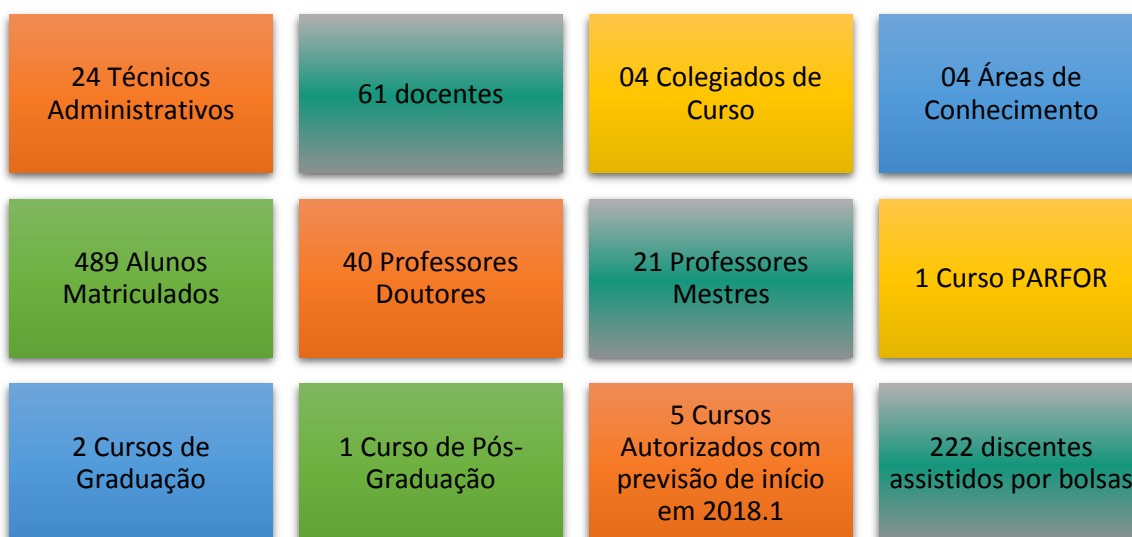 24 Técnicos
Administrativos
61 docentes
04 Colegiados de
Curso
04 Áreas de
Conhecimento
489 Alunos
Matriculados
40 Professores
Doutores
21 Professores
Mestres
1 Curso PARFOR
2 Cursos de
Graduação
1 Curso de Pós-
Graduação
5 Cursos
Autorizados com
previsão de início
em 2018.1
222 discentes
assistidos por bolsas